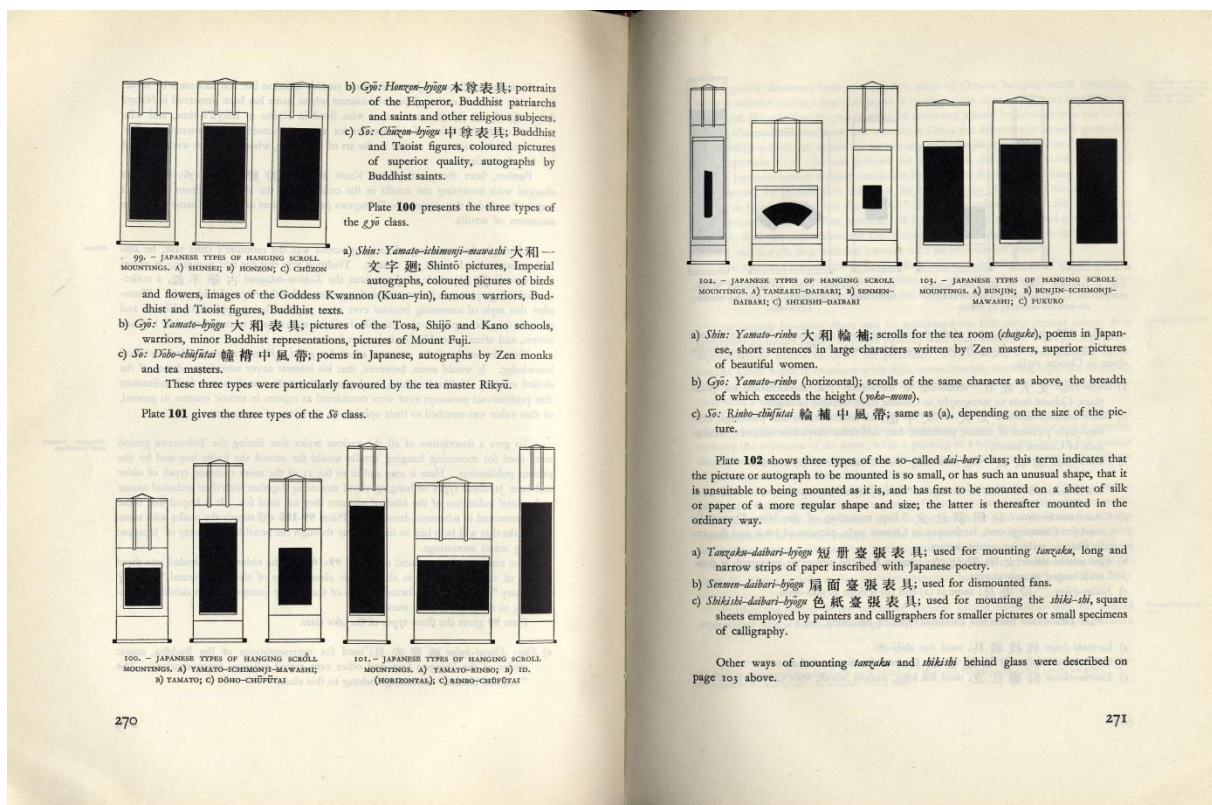 b) Gyō: Honzon-hyōgu 本尊表具; portraits
of the Emperor, Buddhist patriarchs
and saints and other religious subjects.
c) Sō: Chūzon-hyōgu 中尊表具; Buddhist
and Taoist figures, coloured pictures
of superior quality, autographs by
Buddhist saints.
Plate 100 presents the three types of
the gyō class.
99. – JAPANESE TYPES OF HANGING SCROLL
MOUNTINGS. A) SHINSEI; B) HONZON; C) CHŪZON
a) Shin: Yamato-ichimonji-mawashi 大和一
文字廻; Shintō pictures, Imperial
autographs, coloured pictures of birds
and flowers, images of the Goddess Kwannon (Kuan-yin), famous warriors, Bud-
dhist and Taoist figures, Buddhist texts.
b) Gyō: Yamato-hyōgu 大和表具; pictures of the Tosa, Shijō and Kano schools,
warriors, minor Buddhist representations, pictures of Mount Fuji.
c) Sō: Dōho-chūfūtai 幢褙中風帶; poems in Japanese, autographs by Zen monks
and tea masters.
These three types were particularly favoured by the tea master Rikyū.
Plate 101 gives the three types of the Sō class.
100. – JAPANESE TYPES OF HANGING SCROLL
MOUNTINGS. A) YAMATO-ICHIMONJI-MAWASHI;
B) YAMATO; C) DŌHO-CHŪFŪTAI
101. – JAPANESE TYPES OF HANGING SCROLL
MOUNTINGS. A) YAMATO-RINBO; B) ID.
(HORIZONTAL); C) RINBO-CHŪFŪTAI
270
102. – JAPANESE TYPES OF HANGING SCROLL
MOUNTINGS. A) TANZAKU-DAIBARI; B) SENMEN-
DAIBARI; C) SHIKISHI-DAIBARI
103. – JAPANESE TYPES OF HANGING SCROLL
MOUNTINGS. A) BUNJIN; B) BUNJIN-ICHIMONJI-
MAWASHI; C) FUKURO
a) Shin: Yamato-rinbo 大和輪補; scrolls for the tea room (chagake), poems in Japan-
ese, short sentences in large characters written by Zen masters, superior pictures
of beautiful women.
b) Gyō: Yamato-rinbo (horizontal); scrolls of the same character as above, the breadth
of which exceeds the height (yoko-mono).
c) Sō: Rinbo-chūfūtai 輪補中風帶; same as (a), depending on the size of the pic-
ture.
Plate 102 shows three types of the so-called dai-bari class; this term indicates that
the picture or autograph to be mounted is so small, or has such an unusual shape, that it
is unsuitable to being mounted as it is, and has first to be mounted on a sheet of silk
or paper of a more regular shape and size; the latter is thereafter mounted in the
ordinary way.
a) Tanzaku-daibari-hyōgu 短册臺張表具; used for mounting tanzaku, long and
narrow strips of paper inscribed with Japanese poetry.
b) Senmen-daibari-hyōgu 扇面臺張表具; used for dismounted fans.
c) Shikishi-daibari-hyōgu 色紙臺張表具; used for mounting the shiki-shi, square
sheets employed by painters and calligraphers for smaller pictures or small specimens
of calligraphy.
Other ways of mounting tanzaku and shikishi behind glass were described on
page 103 above.
271